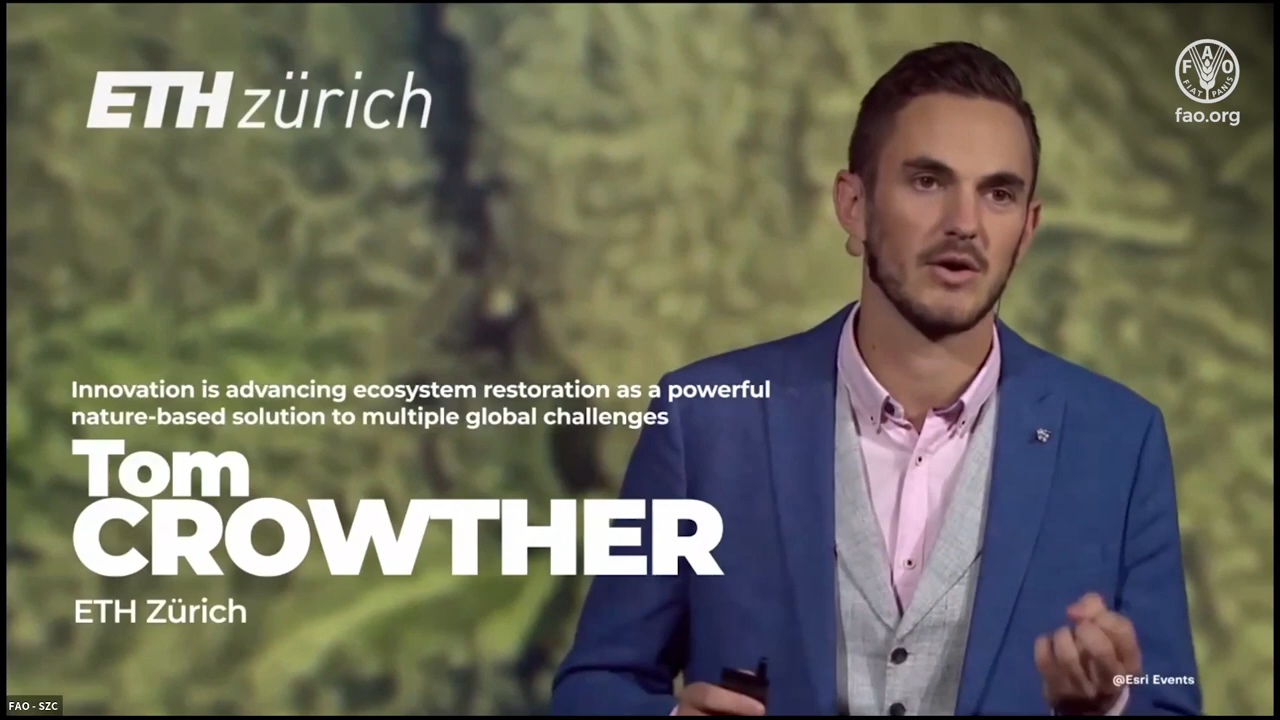 ETH zürich
FAO
FIAT PANIS
fao.org
Innovation is advancing ecosystem restoration as a powerful
nature-based solution to multiple global challenges
Tom
CROWTHER
ETH Zürich
@Esri Events
FAO - SZC